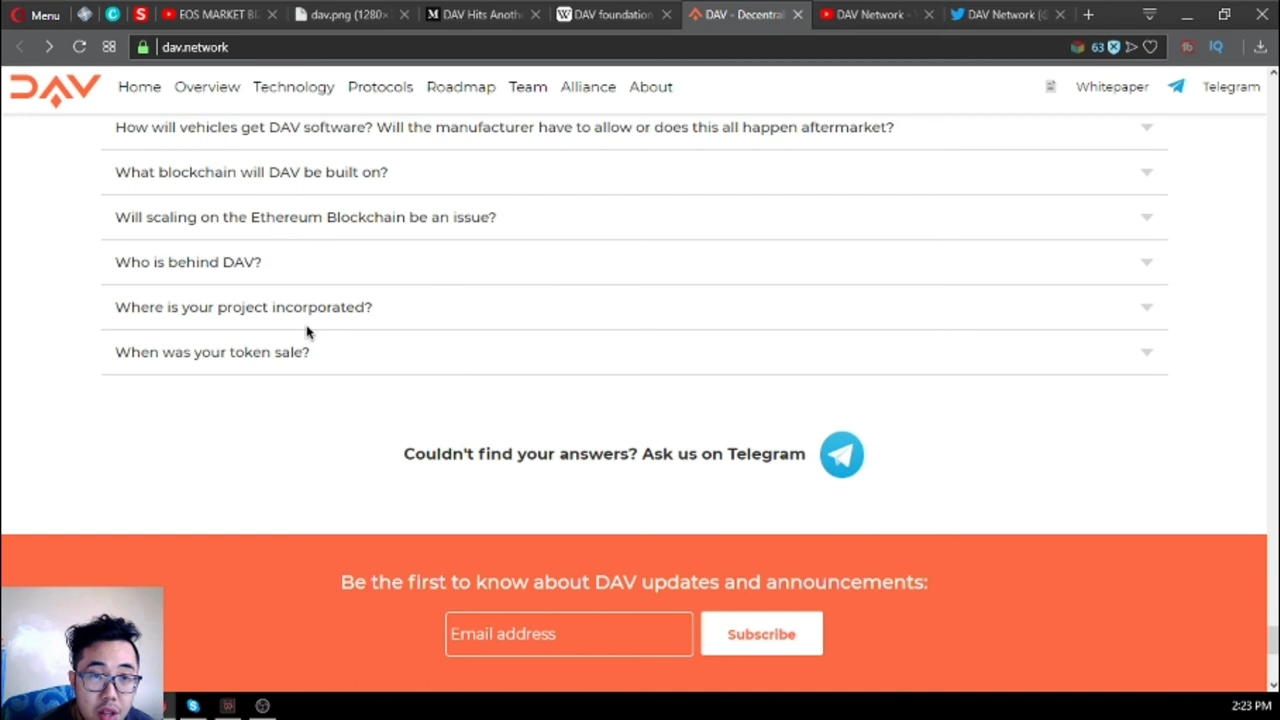 Menu
EOS MARKET BI
dav.png (1280×
DAV Hits Anoth
DAV foundation
DAV - Decentral
DAV Network -
DAV Network (
dav.network
63
IQ
DAV
Home Overview Technology Protocols Roadmap Team Alliance About
Whitepaper
Telegram
How will vehicles get DAV software? Will the manufacturer have to allow or does this all happen aftermarket?
What blockchain will DAV be built on?
Will scaling on the Ethereum Blockchain be an issue?
Who is behind DAV?
Where is your project incorporated?
When was your token sale?
Couldn't find your answers? Ask us on Telegram
Be the first to know about DAV updates and announcements:
Email address
Subscribe
2:23 PM